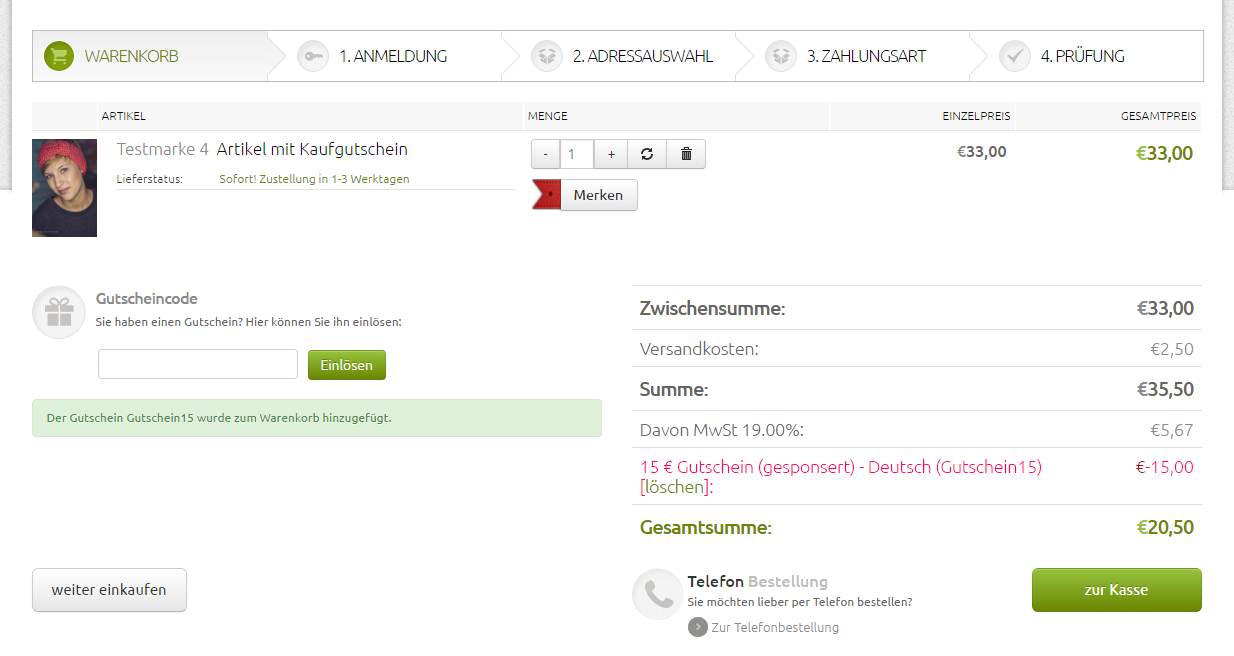 WARENKORB
1. ANMELDUNG
2. ADRESSAUSWAHL
3. ZAHLUNGSART
4. PRÜFUNG
ARTIKEL MENGE EINZELPREIS GESAMTPREIS
Testmarke 4 Artikel mit Kaufgutschein - 1 + €33,00 €33,00
Lieferstatus: Sofort! Zustellung in 1-3 Werktagen
Merken
Gutscheincode
Sie haben einen Gutschein? Hier können Sie ihn einlösen:
Einlösen
Der Gutschein Gutschein15 wurde zum Warenkorb hinzugefügt.
Zwischensumme: €33,00
Versandkosten: €2,50
Summe: €35,50
Davon MwSt 19.00%: €5,67
15 € Gutschein (gesponsert) - Deutsch (Gutschein15) €-15,00
[löschen]:
Gesamtsumme: €20,50
weiter einkaufen
Telefon Bestellung
Sie möchten lieber per Telefon bestellen?
Zur Telefonbestellung
zur Kasse